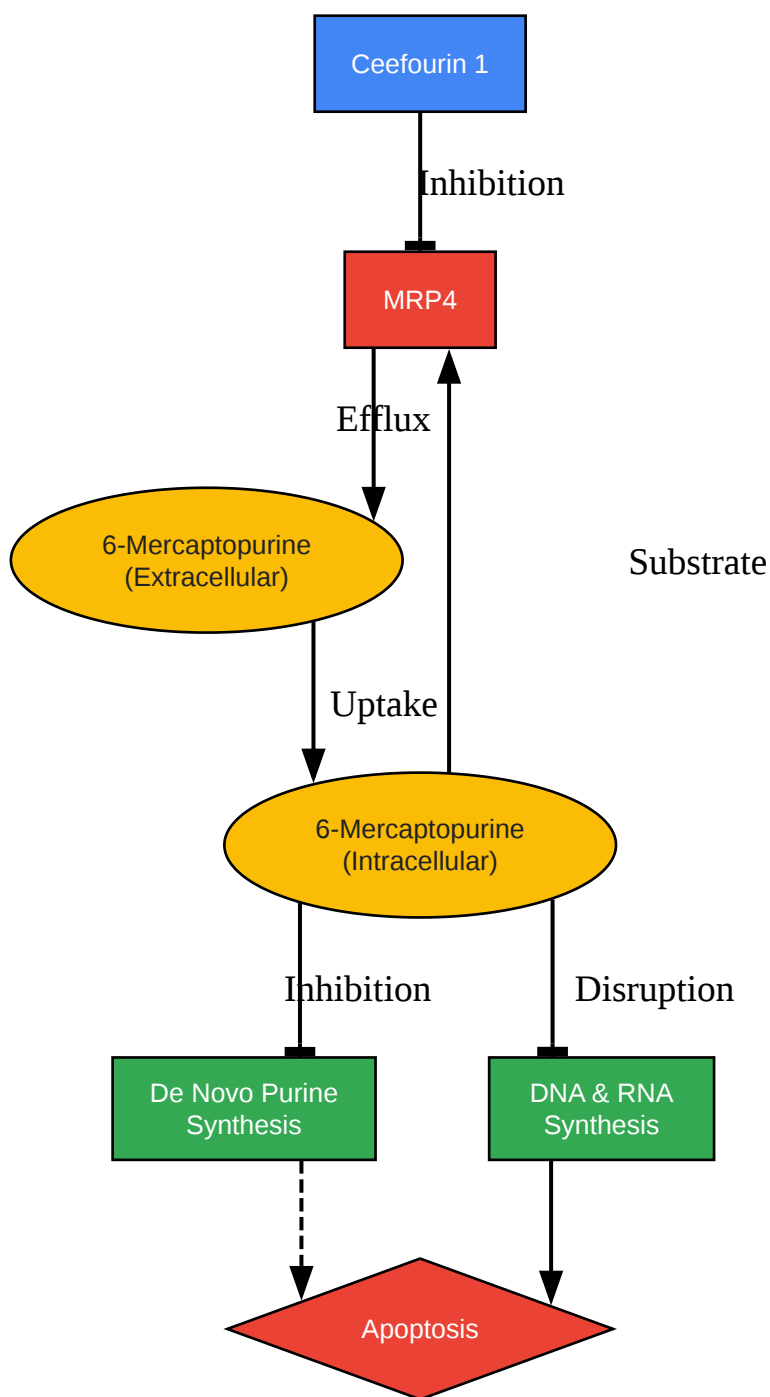 Ceefourin 1
Inhibition
MRP4
Efflux
6-Mercaptopurine
(Extracellular)
Substrate
Uptake
6-Mercaptopurine
(Intracellular)
Inhibition
Disruption
De Novo Purine
Synthesis
DNA & RNA
Synthesis
Apoptosis